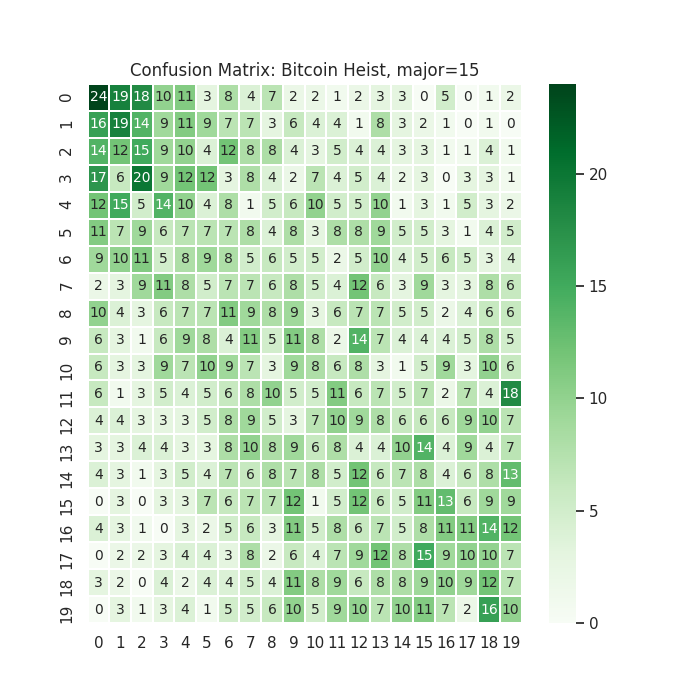 Confusion Matrix: Bitcoin Heist, major=15
0 24 19 18 10 11 3 8 4 7 2 2 1 2 3 3 0 5 0 1 2
1 16 19 14 9 11 9 7 7 3 6 4 4 1 8 3 2 1 0 1 0
2 14 12 15 9 10 4 12 8 8 4 3 5 4 4 3 3 1 1 4 1
3 17 6 20 9 12 12 3 8 4 2 7 4 5 4 2 3 0 3 3 1
4 12 15 5 14 10 4 8 1 5 6 10 5 5 10 1 3 1 5 3 2
5 11 7 9 6 7 7 7 8 4 8 3 8 8 9 5 5 3 1 4 5
6 9 10 11 5 8 9 8 5 6 5 5 2 5 10 4 5 6 5 3 4
7 2 3 9 11 8 5 7 7 6 8 5 4 12 6 3 9 3 3 8 6
8 10 4 3 6 7 7 11 9 8 9 3 6 7 7 5 5 2 4 6 6
9 6 3 1 6 9 8 4 11 5 11 8 2 14 7 4 4 4 5 8 5
10 6 3 3 9 7 10 9 7 3 9 8 6 8 3 1 5 9 3 10 6
11 6 1 3 5 4 5 6 8 10 5 5 11 6 7 5 7 2 7 4 18
12 4 4 3 3 3 5 8 9 5 3 7 10 9 8 6 6 6 9 10 7
13 3 3 4 4 3 3 8 10 8 9 6 8 4 4 10 14 4 9 4 7
14 4 3 1 3 5 4 7 6 8 7 8 5 12 6 7 8 4 6 8 13
15 0 3 0 3 3 7 6 7 7 12 1 5 12 6 5 11 13 6 9 9
16 4 3 1 0 3 2 5 6 3 11 5 8 6 7 5 8 11 11 14 12
17 0 2 2 3 4 4 3 8 2 6 4 7 9 12 8 15 9 10 10 7
18 3 2 0 4 2 4 4 5 4 11 8 9 6 8 8 9 10 9 12 7
19 0 3 1 3 4 1 5 5 6 10 5 9 10 7 10 11 7 2 16 10
0 1 2 3 4 5 6 7 8 9 10 11 12 13 14 15 16 17 18 19
20
15
10
5
0